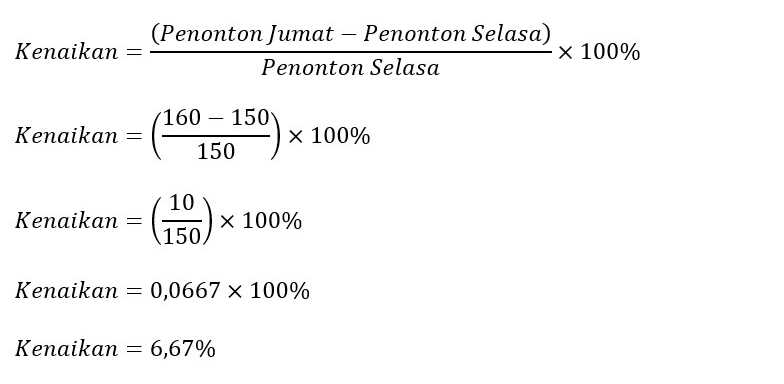 Kenaikan = (Penonton Jumat − Penonton Selasa) / Penonton Selasa × 100%
Kenaikan = (160 − 150 / 150) × 100%
Kenaikan = (10 / 150) × 100%
Kenaikan = 0,0667 × 100%
Kenaikan = 6,67%